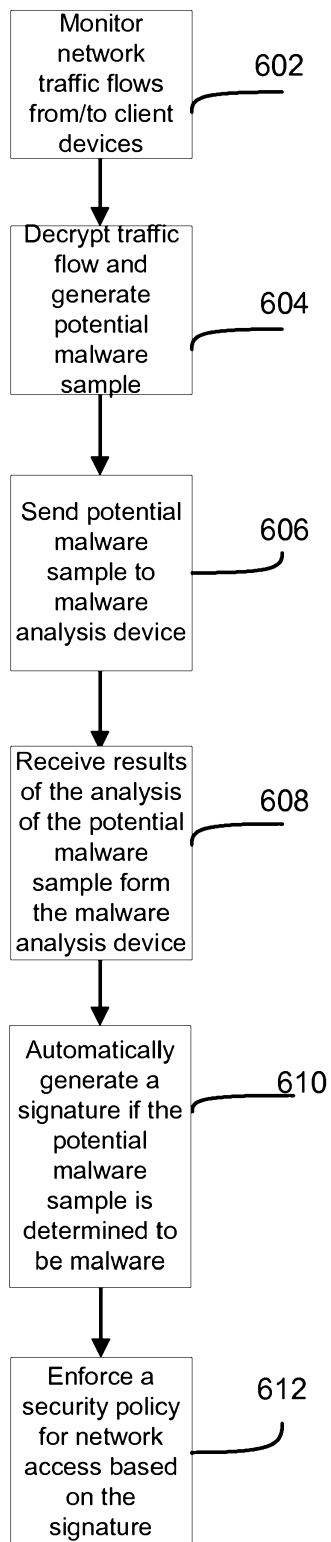 Monitor
network
traffic flows
from/to client
devices
602
Decrypt traffic
flow and
generate
potential
malware
sample
604
Send potential
malware
sample to
malware
analysis device
606
Receive results
of the analysis
of the potential
malware
sample form
the malware
analysis device
608
Automatically
generate a
signature if the
potential
malware
sample is
determined to
be malware
610
Enforce a
security policy
for network
access based
on the
signature
612